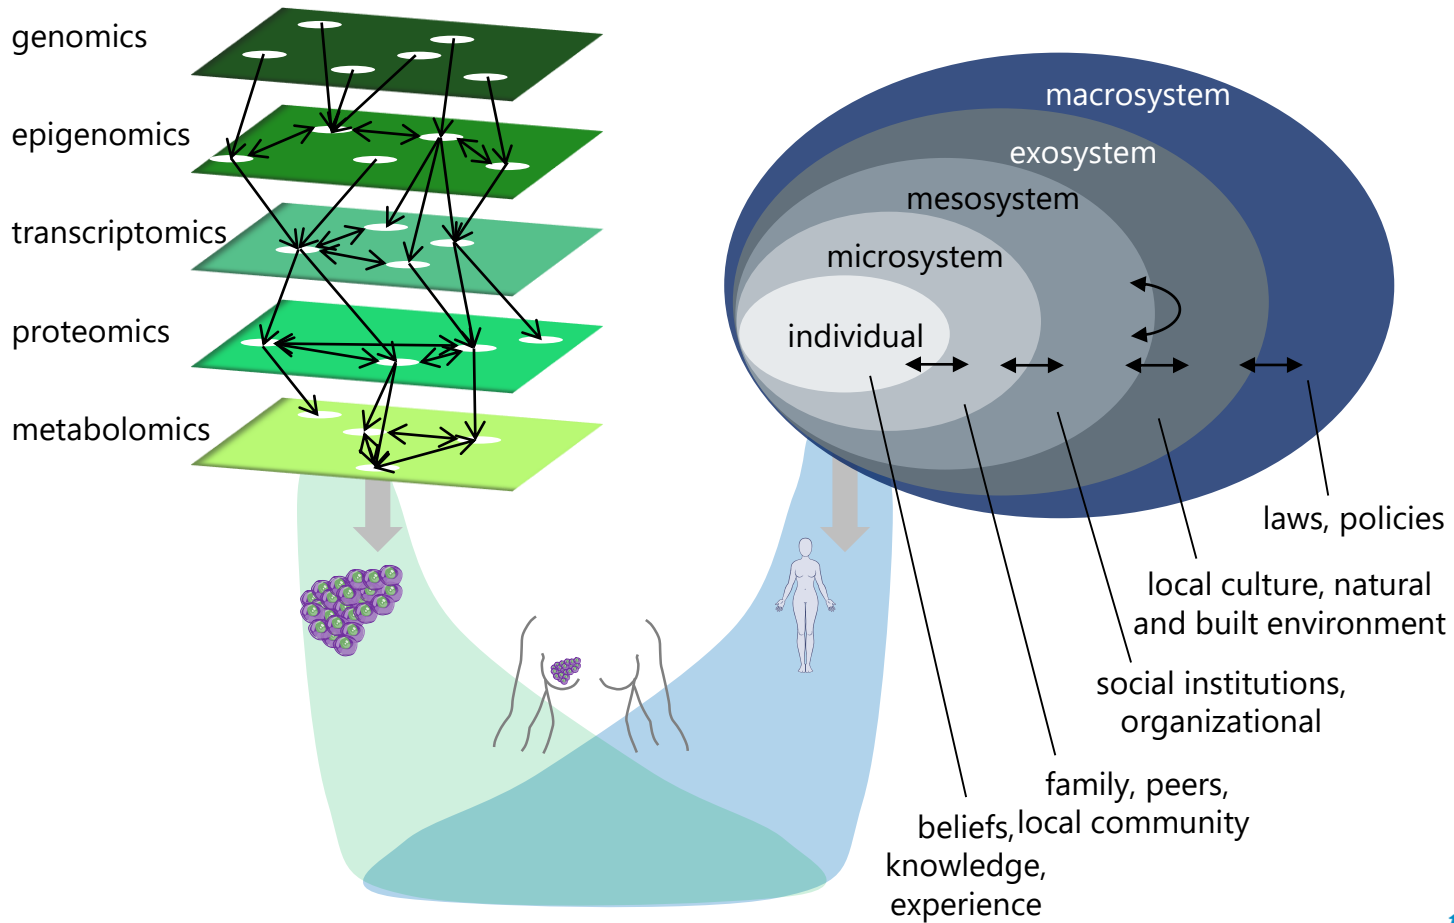 genomics
epigenomics
transcriptomics
proteomics
metabolomics
macrosystem
exosystem
mesosystem
microsystem
individual
laws, policies
local culture, natural
and built environment
social institutions,
organizational
family, peers,
local community
beliefs,
knowledge,
experience